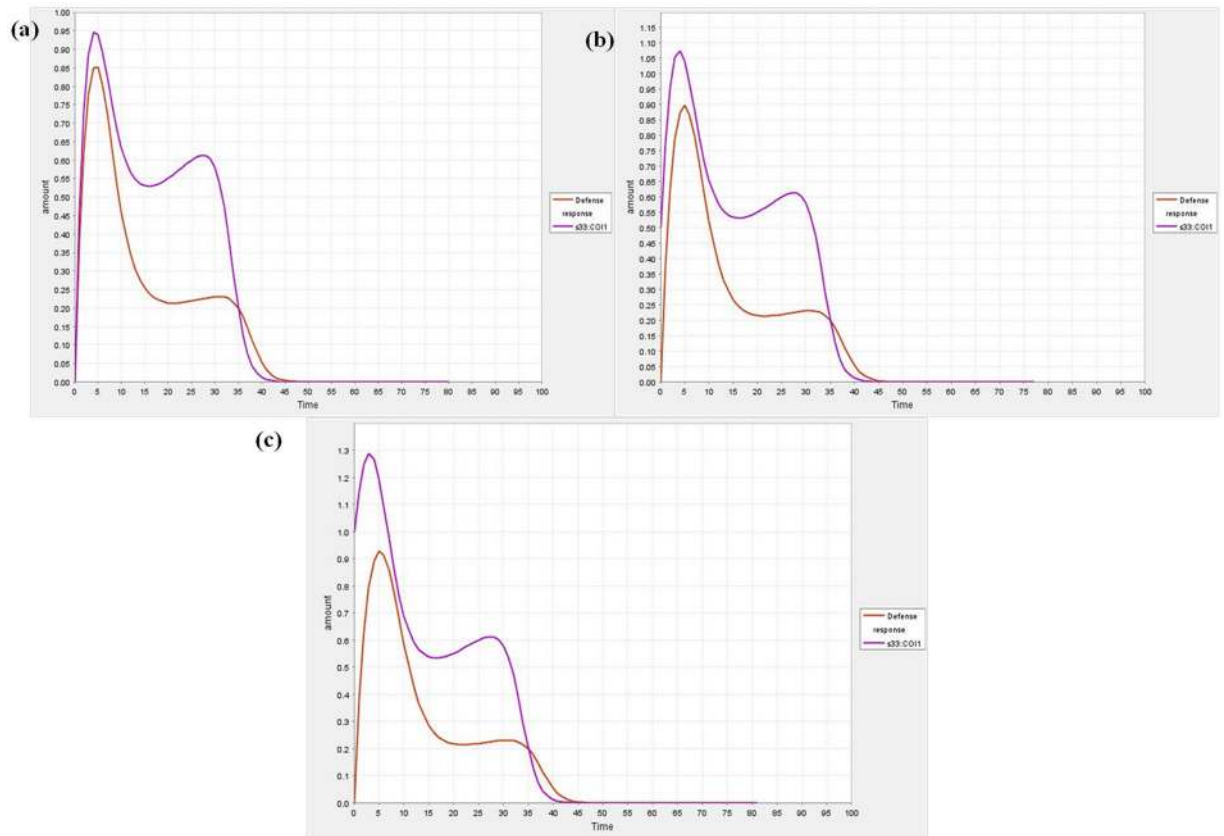 (a)
1.00
0.95
0.90
0.85
0.80
0.75
0.70
0.65
0.60
0.55
0.50
0.45
0.40
0.35
0.30
0.25
0.20
0.15
0.10
0.05
0.00
amount
0 5 10 15 20 25 30 35 40 45 50 55 60 65 70 75 80 85 90 95 100
Time
Defense
response
s33:COI1
(b)
1.15
1.10
1.05
1.00
0.95
0.90
0.85
0.80
0.75
0.70
0.65
0.60
0.55
0.50
0.45
0.40
0.35
0.30
0.25
0.20
0.15
0.10
0.05
0.00
amount
0 5 10 15 20 25 30 35 40 45 50 55 60 65 70 75 80 85 90 95 100
Time
Defense
response
s33:COI1
(c)
1.3
1.2
1.1
1.0
0.9
0.8
0.7
0.6
0.5
0.4
0.3
0.2
0.1
0.0
amount
0 5 10 15 20 25 30 35 40 45 50 55 60 65 70 75 80 85 90 95 100
Time
Defense
response
s33:COI1